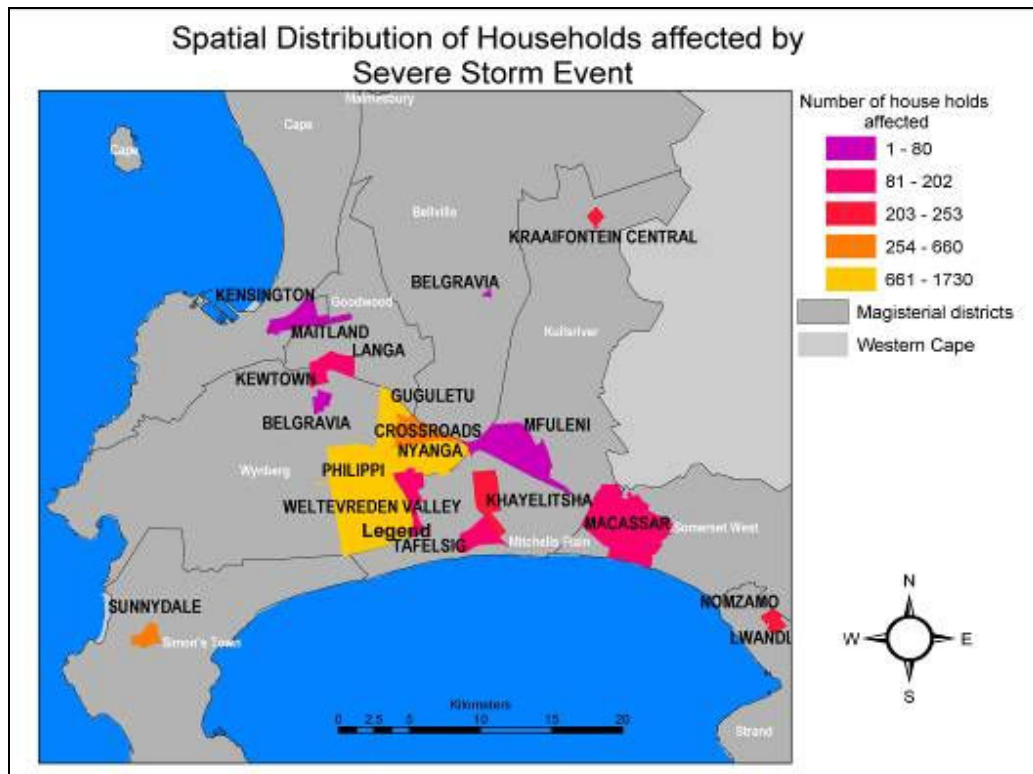 Spatial Distribution of Households affected by
Severe Storm Event
Number of house holds
affected
1 - 80
81 - 202
203 - 253
254 - 660
661 - 1730
Magisterial districts
Western Cape
Malmesbury
Cape
Cape
Bellville
KRAAIFONTEIN CENTRAL
BELGRAVIA
KENSINGTON
Goodwood
Kuilsriver
MAITLAND
LANGA
KEWTOWN
GUGULETU
BELGRAVIA
CROSSROADS
MFULENI
NYANGA
Wynberg
PHILIPPI
WELTEVREDEN VALLEY
KHAYELITSHA
Legend
MACASSAR
Somerset West
TAFELSIG
Mitchells Plain
SUNNYDALE
Simon's Town
NOMZAMO
LWANDL
Kilometers
0 2.5 5 10 15 20
Strand
N
W E
S